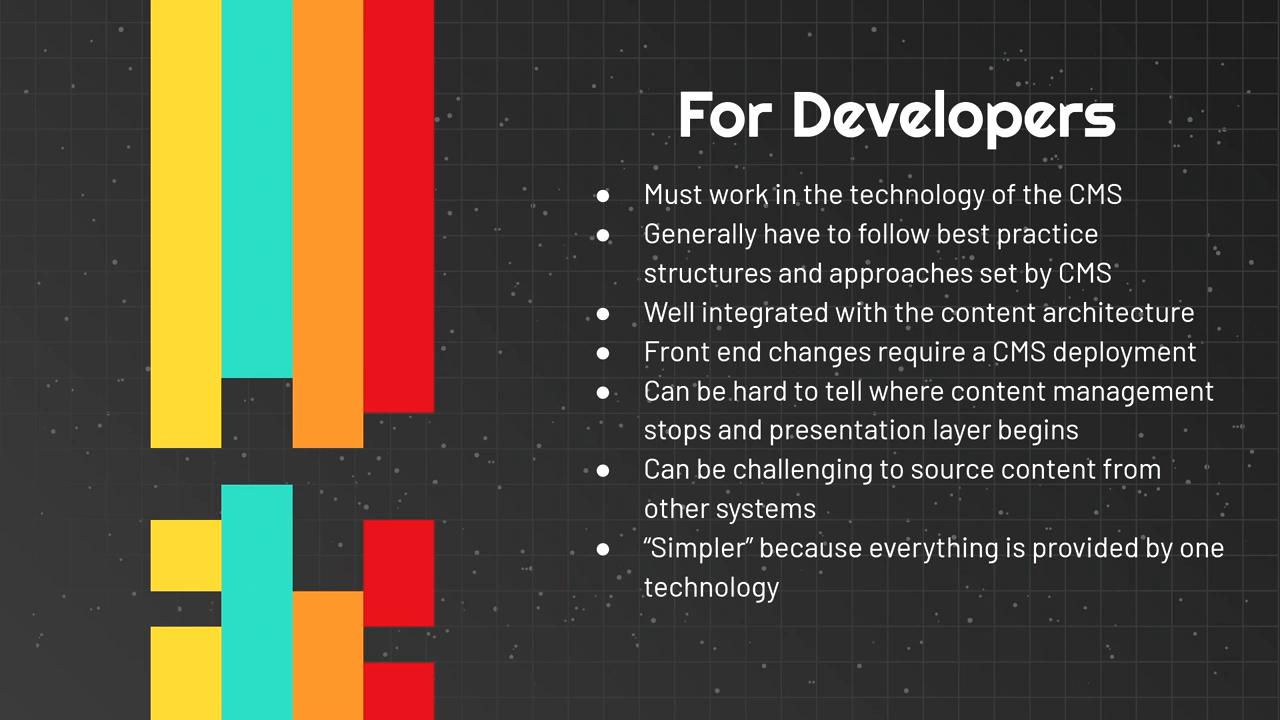 For Developers
● Must work in the technology of the CMS
● Generally have to follow best practice
structures and approaches set by CMS
● Well integrated with the content architecture
● Front end changes require a CMS deployment
● Can be hard to tell where content management
stops and presentation layer begins
● Can be challenging to source content from
other systems
● “Simpler” because everything is provided by one
technology